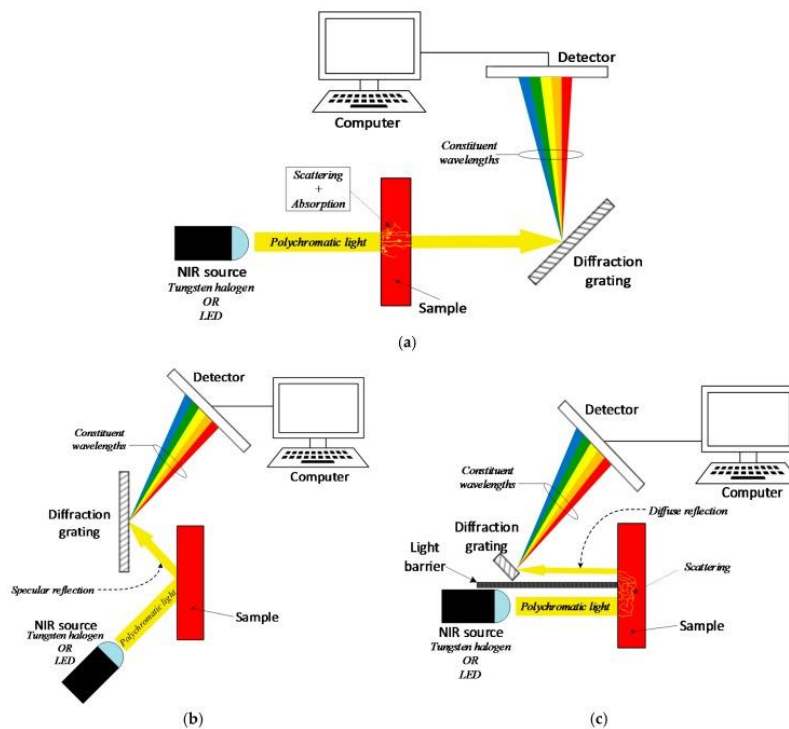 Detector
Computer
Constituent
wavelengths
Scattering
+
Absorption
Polychromatic light
NIR source
Tungsten halogen
OR
LED
Diffraction
grating
Sample
(a)
Detector
Constituent
wavelengths
Computer
Diffraction
grating
Specular reflection
Polychromatic light
Sample
NIR source
Tungsten halogen
OR
LED
(b)
Detector
Constituent
wavelengths
Computer
Diffuse reflection
Diffraction
grating
Light
barrier
Scattering
Polychromatic light
Sample
NIR source
Tungsten halogen
OR
LED
(c)